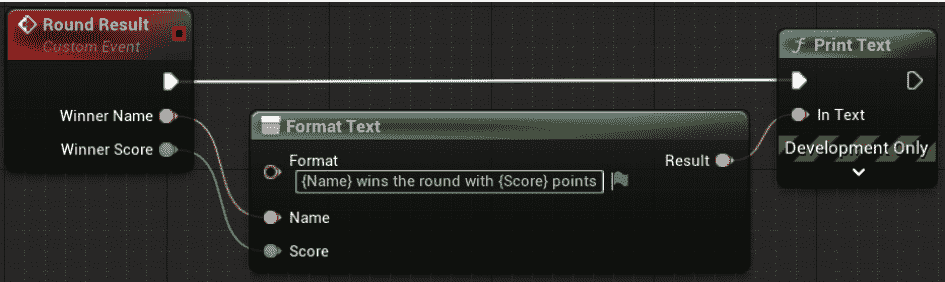 Round Result
Custom Event
Winner Name
Winner Score
Format Text
Format
{Name} wins the round with {Score} points
Name
Score
Result
f Print Text
In Text
Development Only